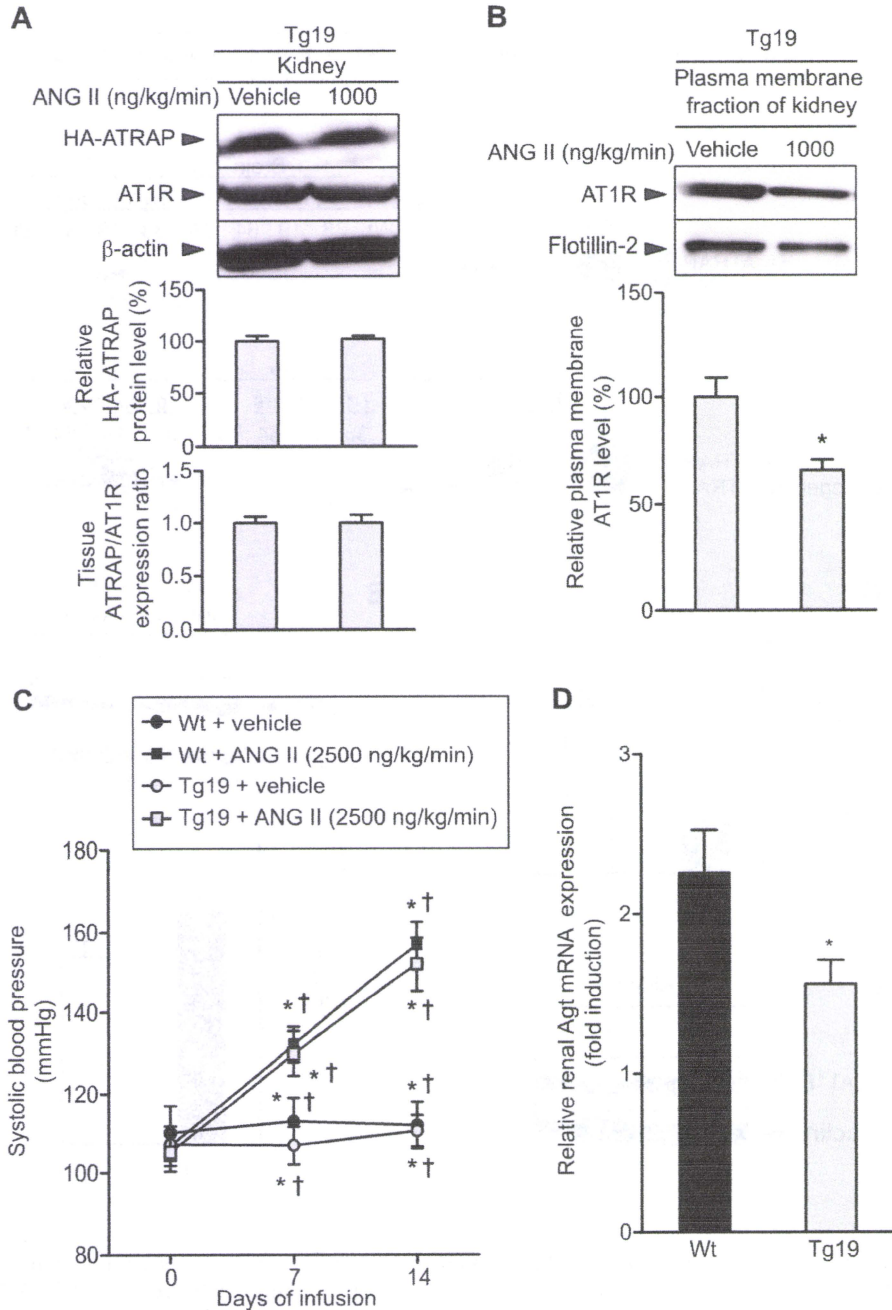 A
Tg19
Kidney
ANG II (ng/kg/min) Vehicle 1000
HA-ATRAP
AT1R
β-actin
Relative
HA- ATRAP
protein level (%)
150
100
50
0
Tissue
ATRAP/AT1R
expression ratio
1.5
1.0
0.5
0.0
B
Tg19
Plasma membrane
fraction of kidney
ANG II (ng/kg/min) Vehicle 1000
AT1R
Flotillin-2
Relative plasma membrane
AT1R level (%)
150
100
50
0
*
C
Wt + vehicle
Wt + ANG II (2500 ng/kg/min)
Tg19 + vehicle
Tg19 + ANG II (2500 ng/kg/min)
Systolic blood pressure
(mmHg)
180
160
140
120
100
80
* †
* †
* †
* †
* †
* †
* †
* †
0 7 14
Days of infusion
D
Relative renal Agt mRNA expression
(fold induction)
3
2
1
0
*
Wt Tg19